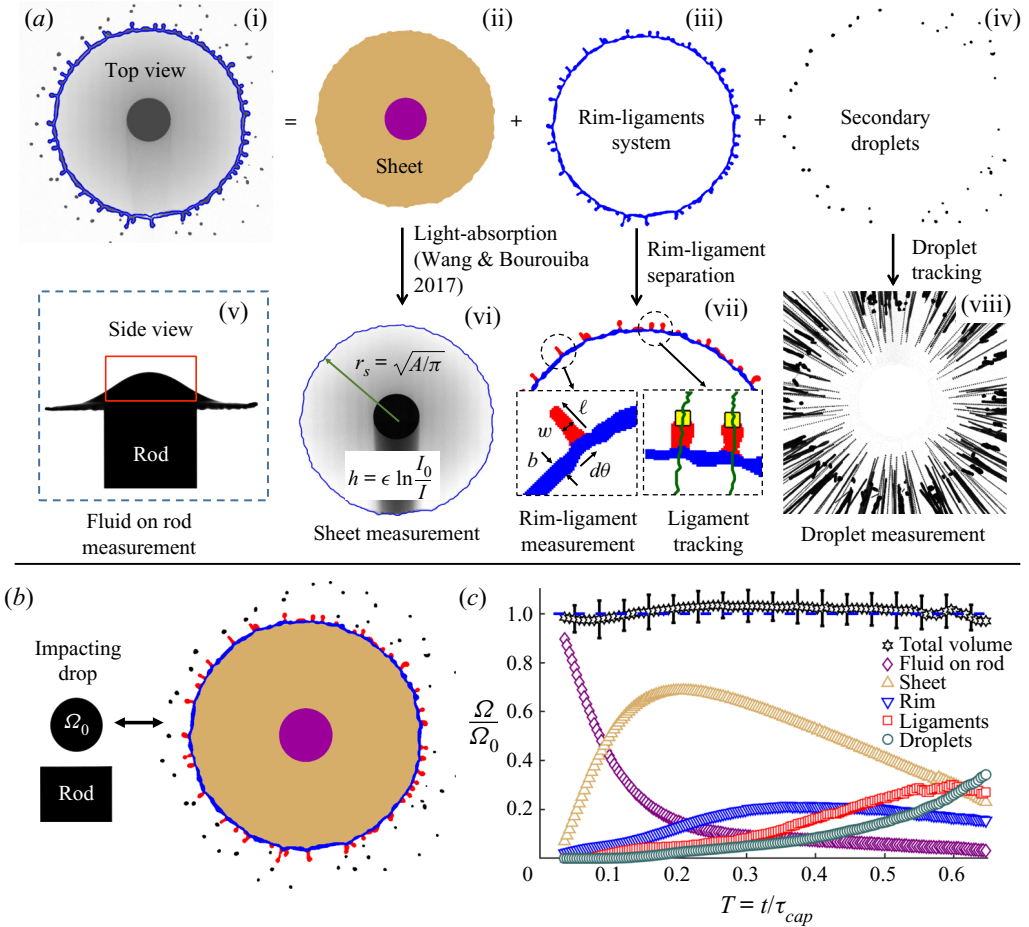 (a)
(i)
Top view
=
(ii)
Sheet
+
(iii)
Rim-ligaments
system
+
(iv)
Secondary
droplets
Light-absorption
(Wang & Bourouiba
2017)
Rim-ligament
separation
Droplet
tracking
(v)
Side view
Rod
Fluid on rod
measurement
(vi)
r_s = √A/π
h = ϵ ln I_0/I
Sheet measurement
(vii)
ℓ
w
b
dθ
Rim-ligament
measurement
Ligament
tracking
(viii)
Droplet measurement
(b)
Impacting
drop
Ω_0
Rod
(c)
Ω/Ω_0
1.0
0.8
0.6
0.4
0.2
0
0.1
0.2
0.3
0.4
0.5
0.6
Total volume
Fluid on rod
Sheet
Rim
Ligaments
Droplets
T = t/τ_cap